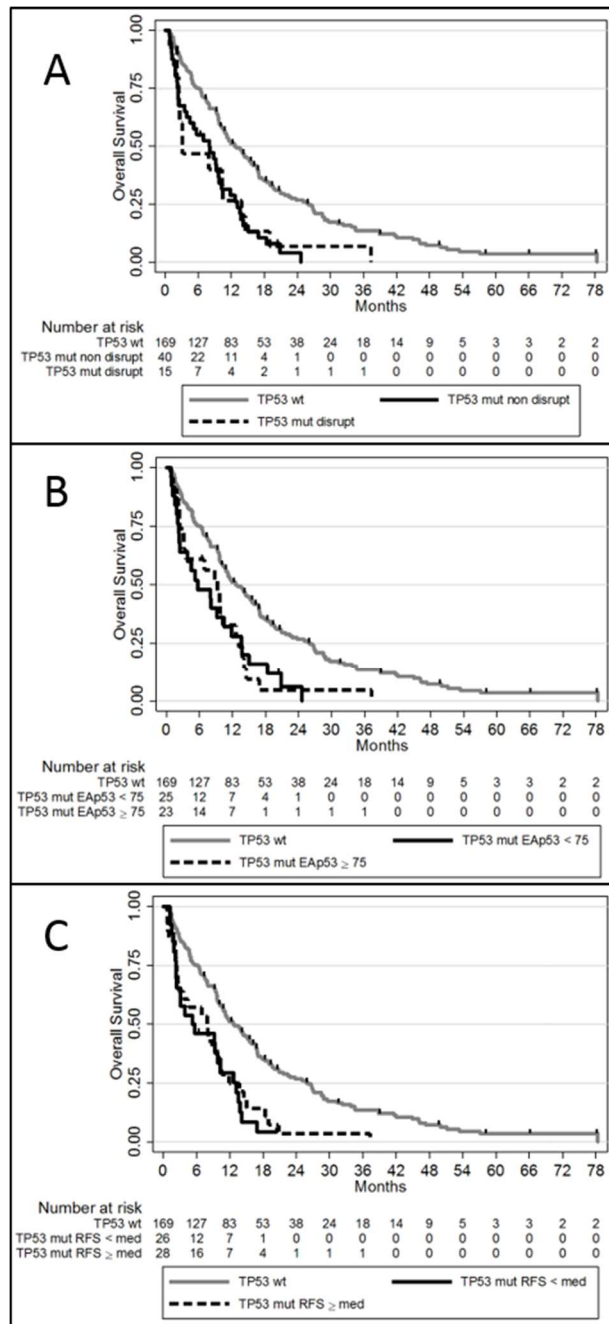 A
Overall Survival
1.00
0.75
0.50
0.25
0.00
0 6 12 18 24 30 36 42 48 54 60 66 72 78
Months
Number at risk
TP53 wt 169 127 83 53 38 24 18 14 9 5 3 3 2 2
TP53 mut non disrupt 40 22 11 4 1 0 0 0 0 0 0 0 0 0
TP53 mut disrupt 15 7 4 2 1 1 1 0 0 0 0 0 0 0
TP53 wt TP53 mut non disrupt
TP53 mut disrupt
B
Overall Survival
1.00
0.75
0.50
0.25
0.00
0 6 12 18 24 30 36 42 48 54 60 66 72 78
Months
Number at risk
TP53 wt 169 127 83 53 38 24 18 14 9 5 3 3 2 2
TP53 mut EAp53 < 75 25 12 7 4 1 0 0 0 0 0 0 0 0 0
TP53 mut EAp53 ≥ 75 23 14 7 1 1 1 1 0 0 0 0 0 0 0
TP53 wt TP53 mut EAp53 < 75
TP53 mut EAp53 ≥ 75
C
Overall Survival
1.00
0.75
0.50
0.25
0.00
0 6 12 18 24 30 36 42 48 54 60 66 72 78
Months
Number at risk
TP53 wt 169 127 83 53 38 24 18 14 9 5 3 3 2 2
TP53 mut RFS < med 26 12 7 1 0 0 0 0 0 0 0 0 0 0
TP53 mut RFS ≥ med 28 16 7 4 1 1 1 0 0 0 0 0 0 0
TP53 wt TP53 mut RFS < med
TP53 mut RFS ≥ med